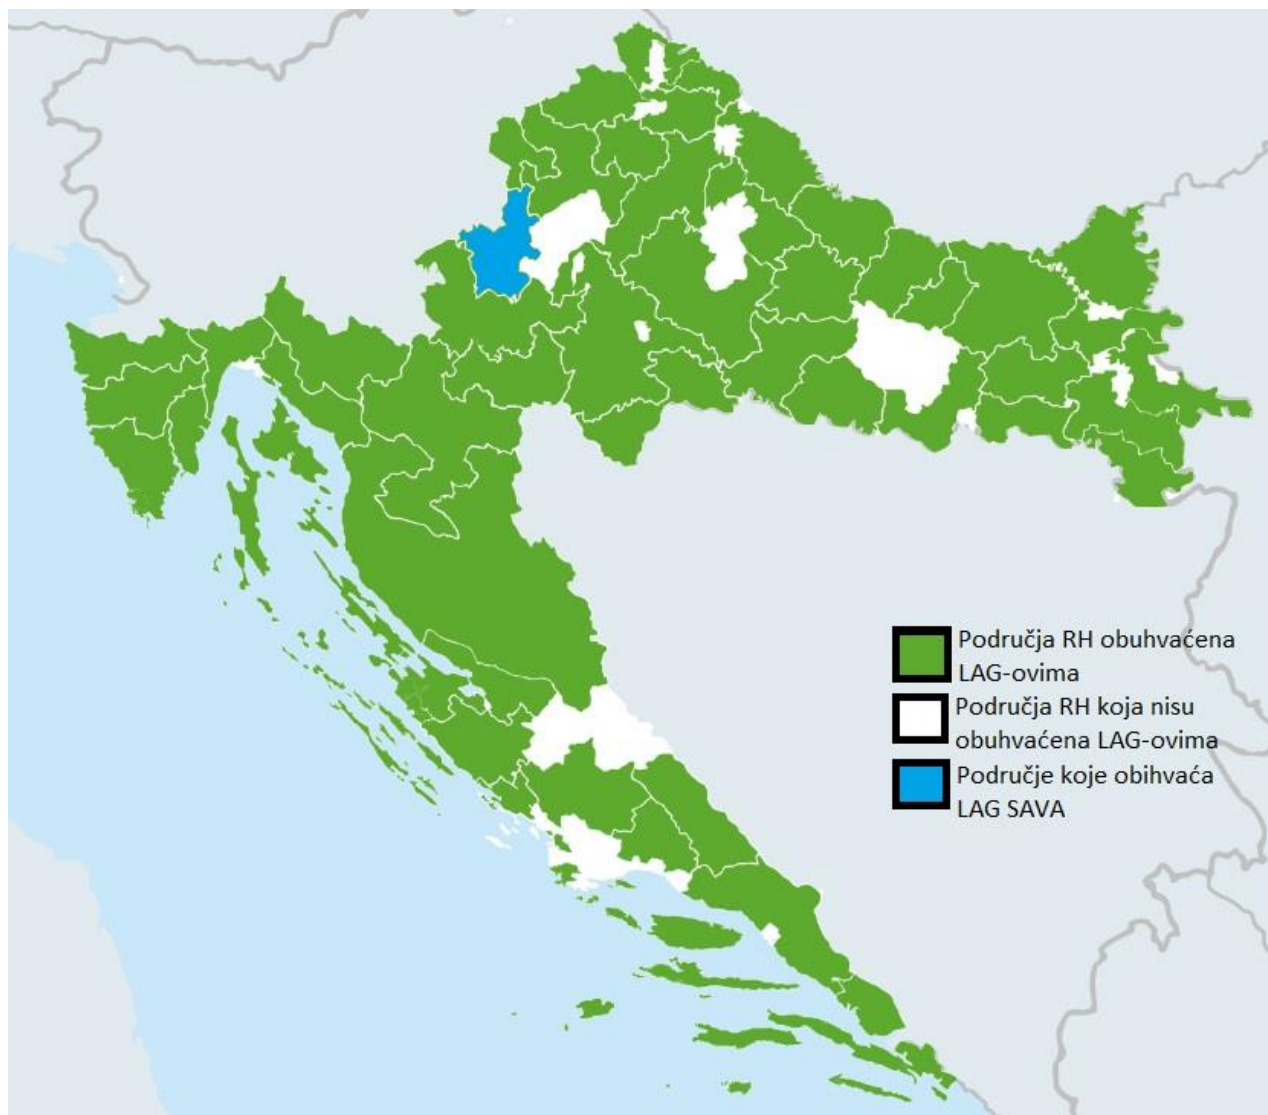 Područja RH obuhvaćena
LAG-ovima
Područja RH koja nisu
obuhvaćena LAG-ovima
Područje koje obihvaća
LAG SAVA